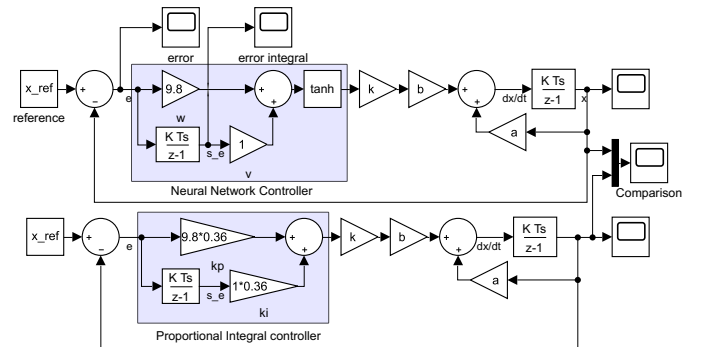 error
error integral
x_ref
+
−
e
9.8
+
+
tanh
k
b
+
+
dx/dt
K Ts
z-1
x
reference
w
K Ts
z-1
s_e
1
v
a
Neural Network Controller
Comparison
x_ref
+
−
e
9.8*0.36
+
+
k
b
+
+
dx/dt
K Ts
z-1
kp
K Ts
z-1
s_e
1*0.36
ki
a
Proportional Integral controller